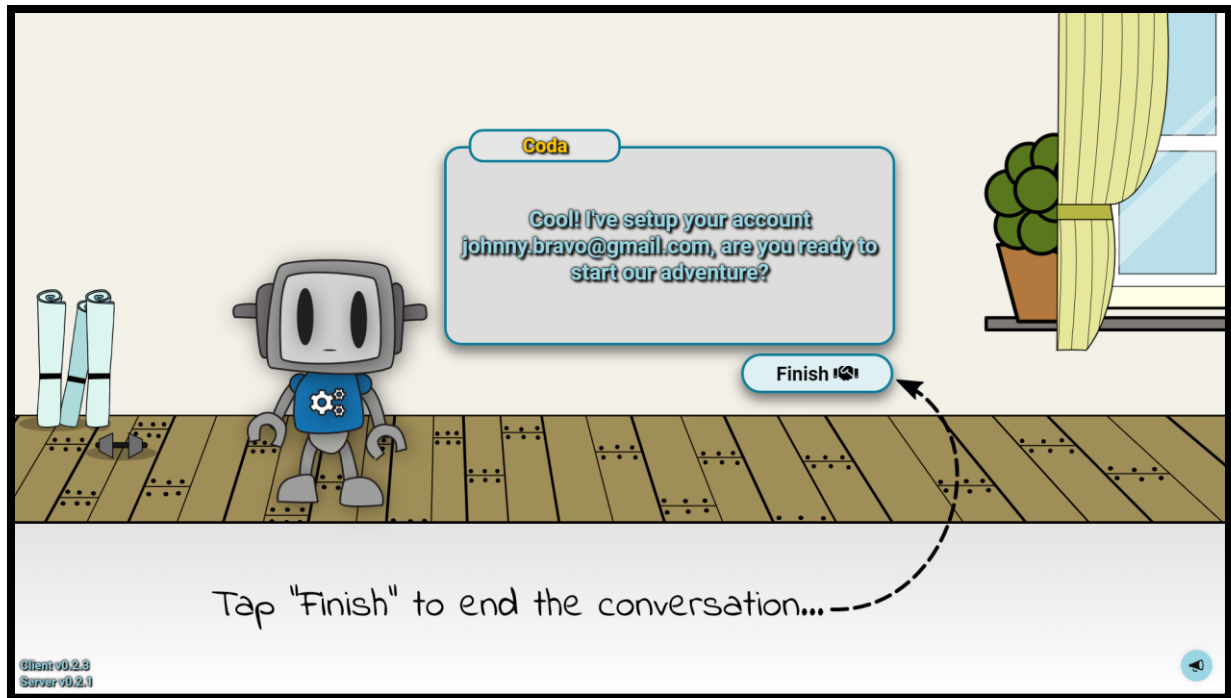 Coda
Cool! I've setup your account
johnny.bravo@gmail.com, are you ready to
start our adventure?
Finish
Tap "Finish" to end the conversation...
Client v0.2.3
Server v0.2.1